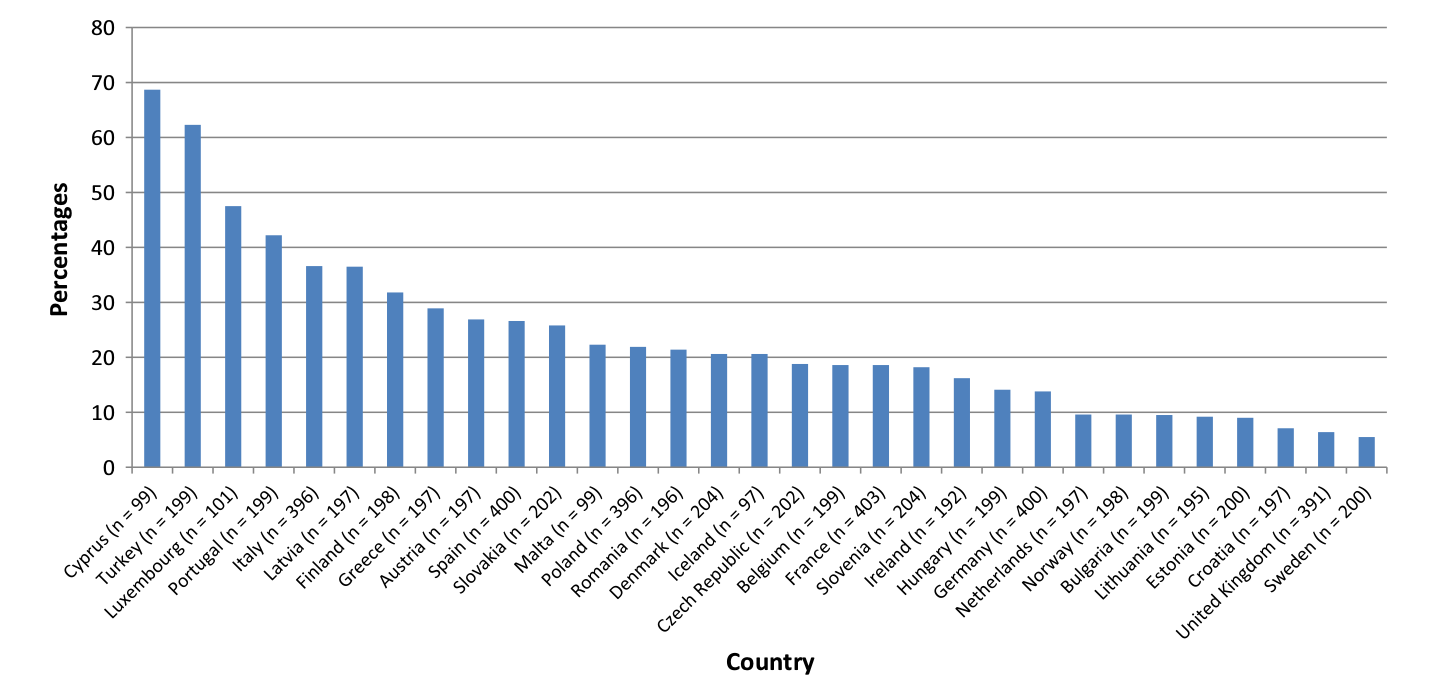 80
70
60
50
40
30
20
10
0
Percentages
Cyprus (n = 99)
Turkey (n = 199)
Luxembourg (n = 101)
Portugal (n = 199)
Italy (n = 396)
Latvia (n = 197)
Finland (n = 198)
Greece (n = 197)
Austria (n = 197)
Spain (n = 400)
Slovakia (n = 202)
Malta (n = 99)
Poland (n = 396)
Romania (n = 196)
Denmark (n = 204)
Iceland (n = 97)
Czech Republic (n = 202)
Belgium (n = 199)
France (n = 403)
Slovenia (n = 204)
Ireland (n = 192)
Hungary (n = 199)
Germany (n = 400)
Netherlands (n = 197)
Norway (n = 198)
Bulgaria (n = 199)
Lithuania (n = 195)
Estonia (n = 200)
Croatia (n = 197)
United Kingdom (n = 391)
Sweden (n = 200)
Country